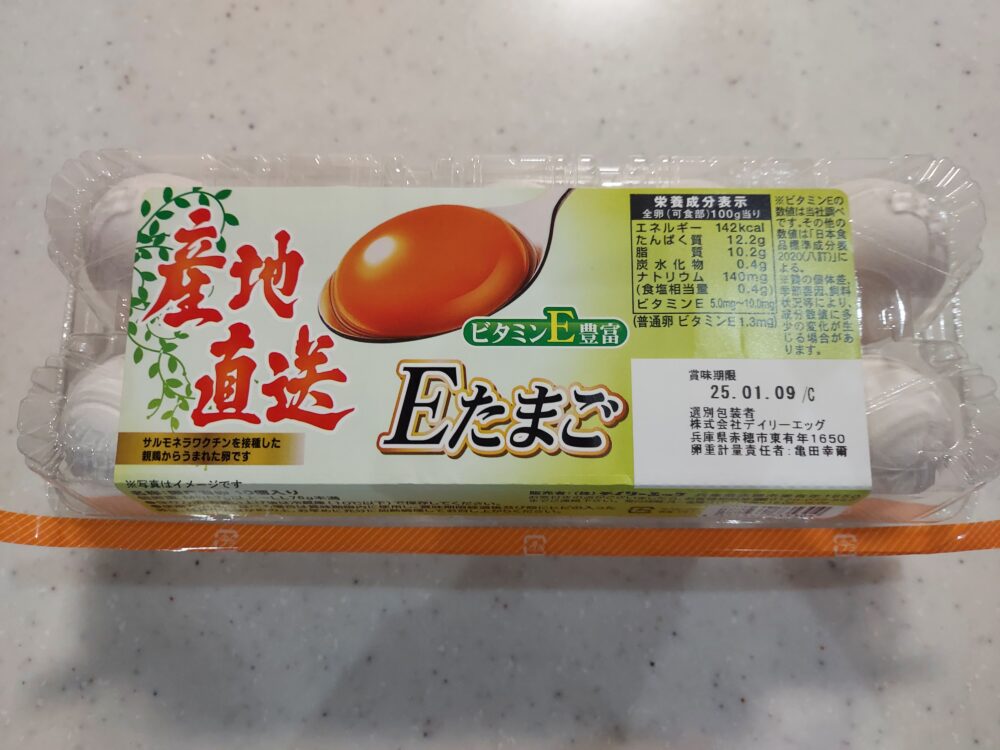 産地
直送
サルモネラワクチンを接種した
親鶏からうまれた卵です
※写真はイメージです
ビタミンE豊富
Eたまご
栄養成分表示
全卵(可食部)100g当り
エネルギー 142kcal
たんぱく質 12.2g
脂質 10.2g
炭水化物 0.4g
ナトリウム 140mg
(食塩相当量 0.4g)
ビタミンE 5.0mg~10.0mg
(普通卵 ビタミンE 1.3mg)
※ビタミンEの
数値は当社調べ
です。その他の
数値は「日本食
品標準成分表
2020(八訂)」に
よる。
※鶏の個体差、
季節要因、飼料
状況等により、
成分数値に多
少の変化が生
じる場合があ
ります。
賞味期限
25.01.09 /C
選別包装者
株式会社デイリーエッグ
兵庫県赤穂市東有年1650
卵重計量責任者:亀田幸爾